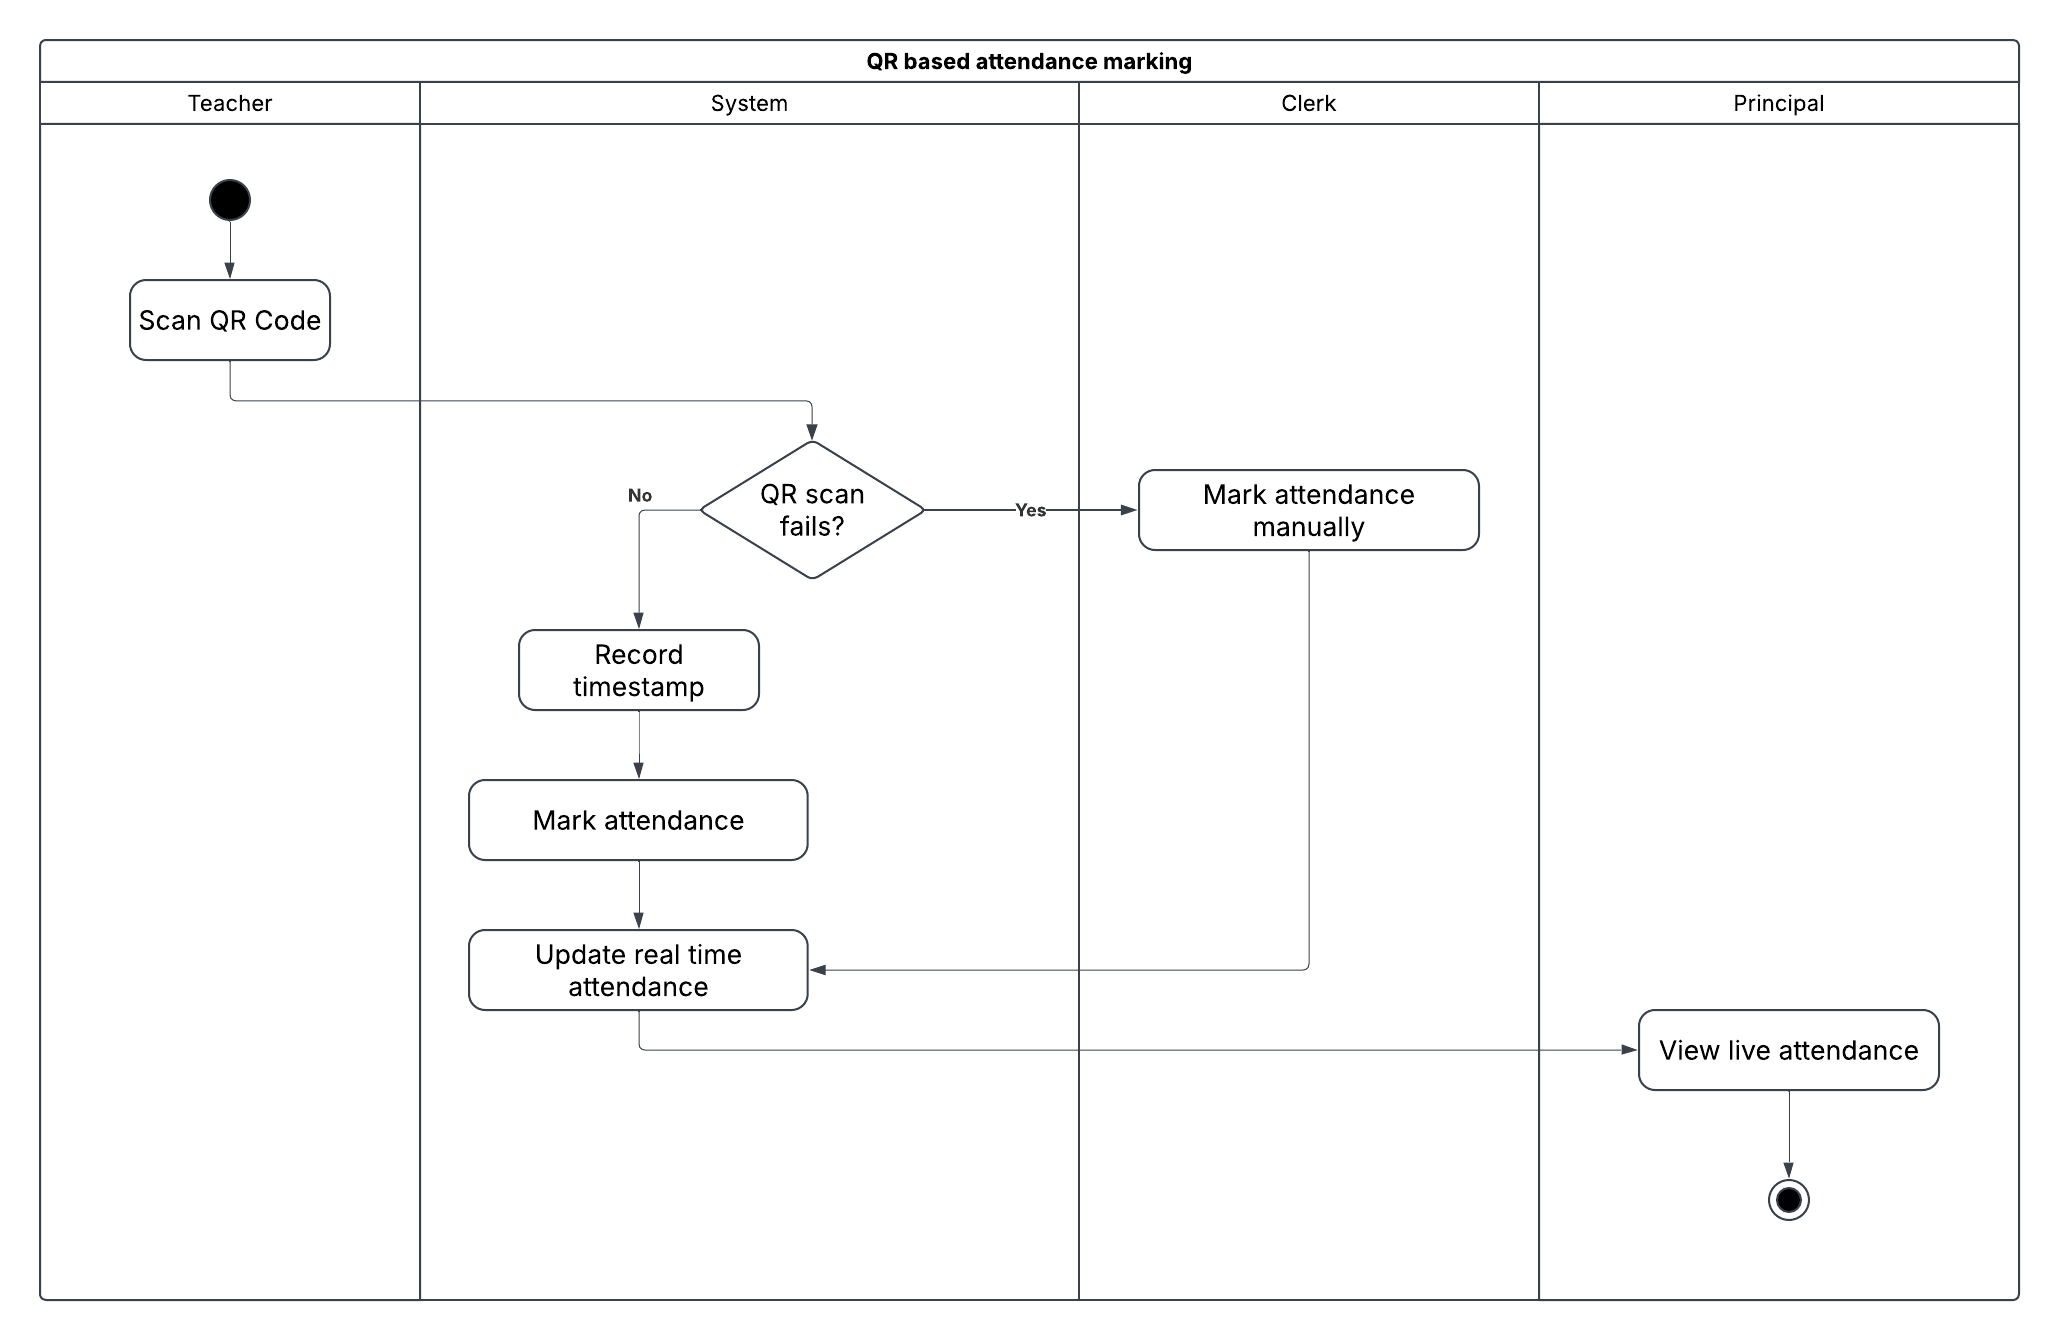 QR based attendance marking
Teacher
System
Clerk
Principal
Scan QR Code
QR scan
fails?
No
Yes
Mark attendance
manually
Record
timestamp
Mark attendance
Update real time
attendance
View live attendance